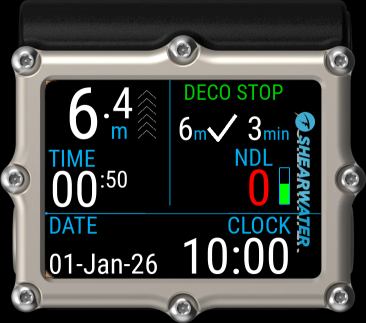 DECO STOP
6.4 m
6m 3min
TIME
00:50
NDL
0
DATE
CLOCK
01-Jan-26
10:00
SHEARWATER